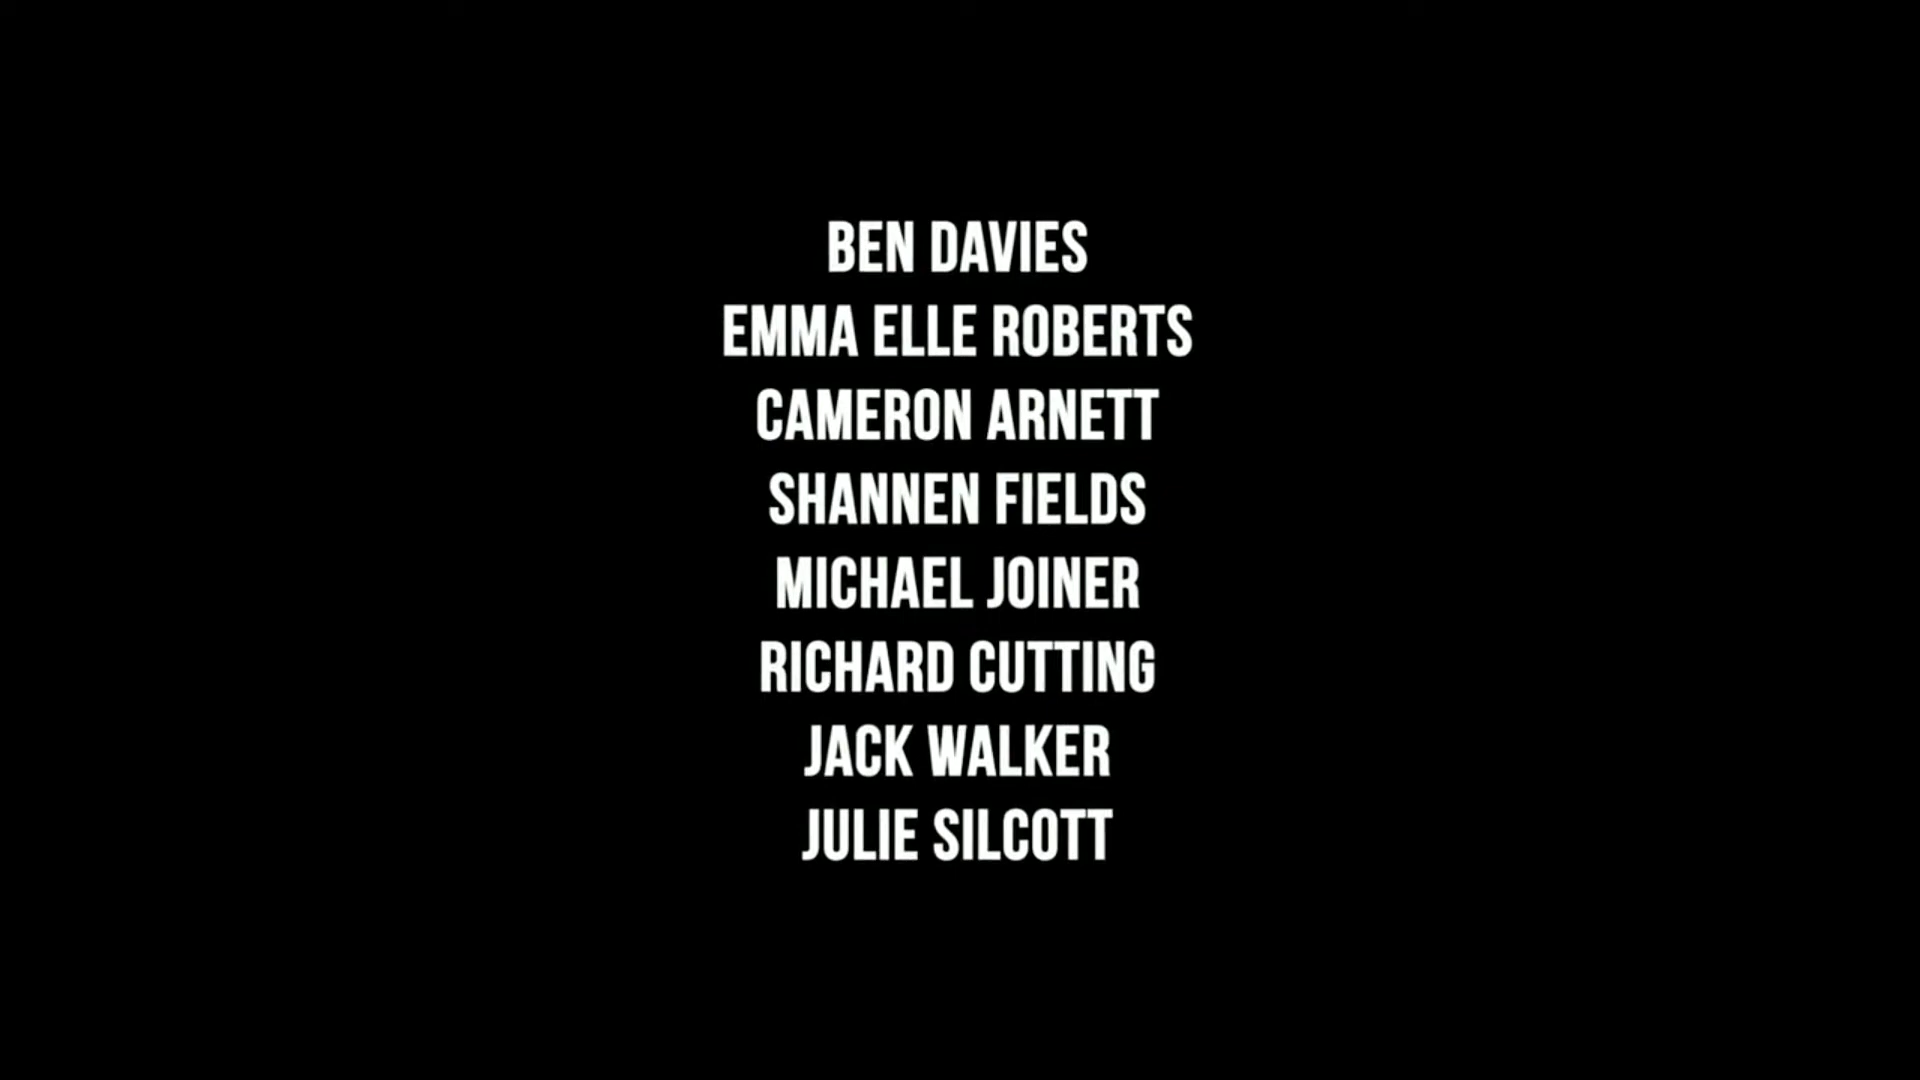 BEN DAVIES
EMMA ELLE ROBERTS
CAMERON ARNETT
SHANNEN FIELDS
MICHAEL JOINER
RICHARD CUTTING
JACK WALKER
JULIE SILCOTT